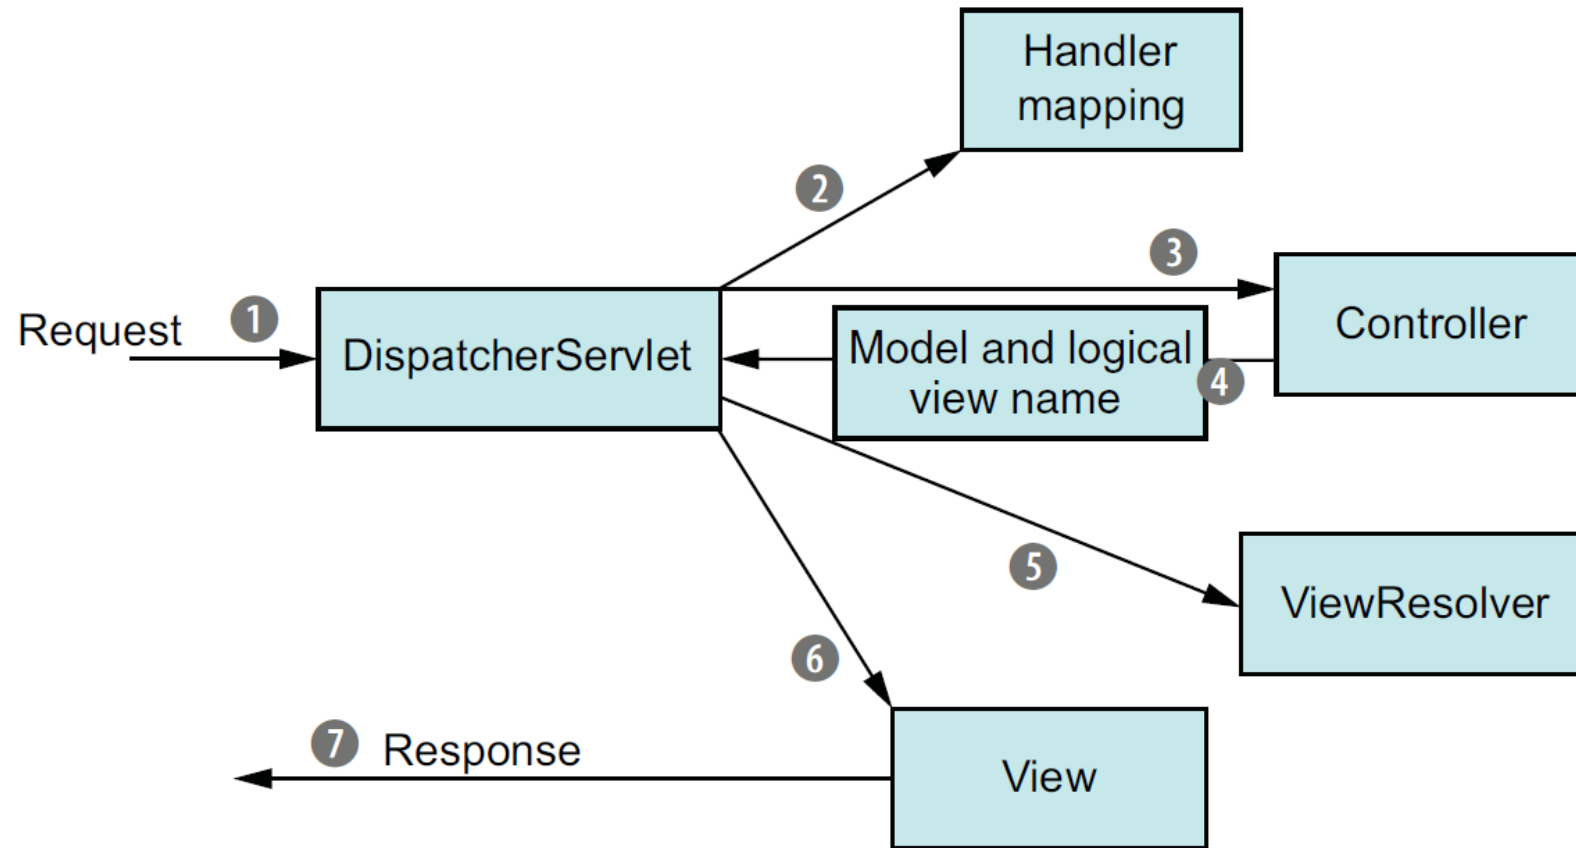 Handler
mapping
2
3
Request
1
DispatcherServlet
Model and logical
view name
4
Controller
5
ViewResolver
6
7
Response
View